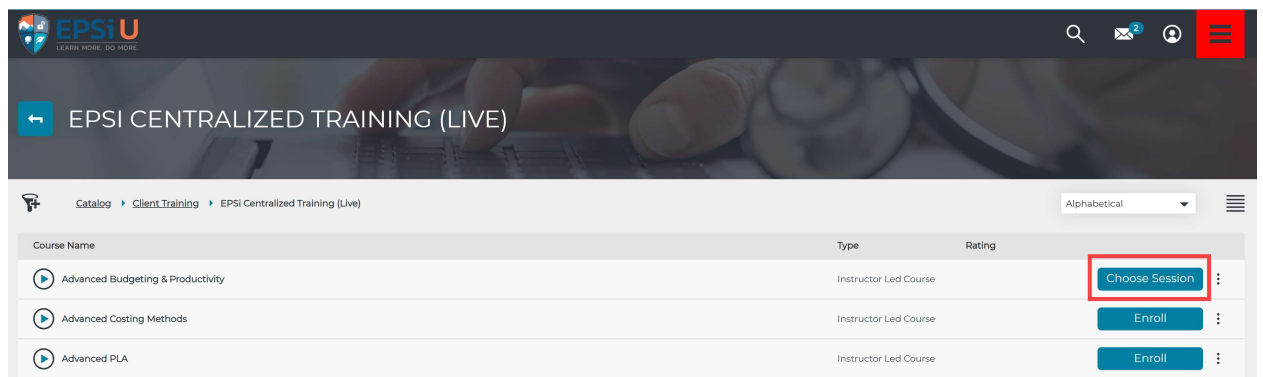 EPSi U
LEARN MORE. DO MORE.
2
EPSI CENTRALIZED TRAINING (LIVE)
Catalog Client Training EPSi Centralized Training (Live)
Alphabetical
Course Name Type Rating
Advanced Budgeting & Productivity Instructor Led Course Choose Session
Advanced Costing Methods Instructor Led Course Enroll
Advanced PLA Instructor Led Course Enroll